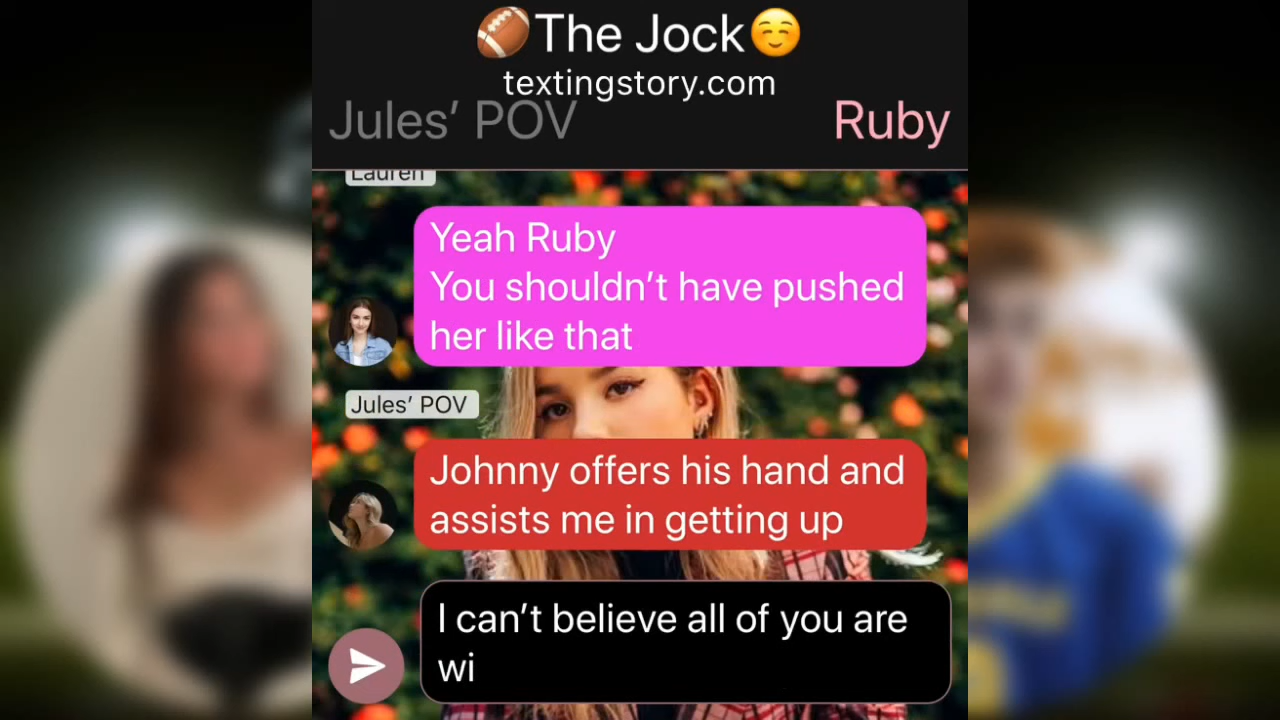 🏈The Jock☺️
textingstory.com
Jules’ POV
Ruby
Lauren
Yeah Ruby
You shouldn’t have pushed
her like that
Jules’ POV
Johnny offers his hand and
assists me in getting up
I can’t believe all of you are
wi